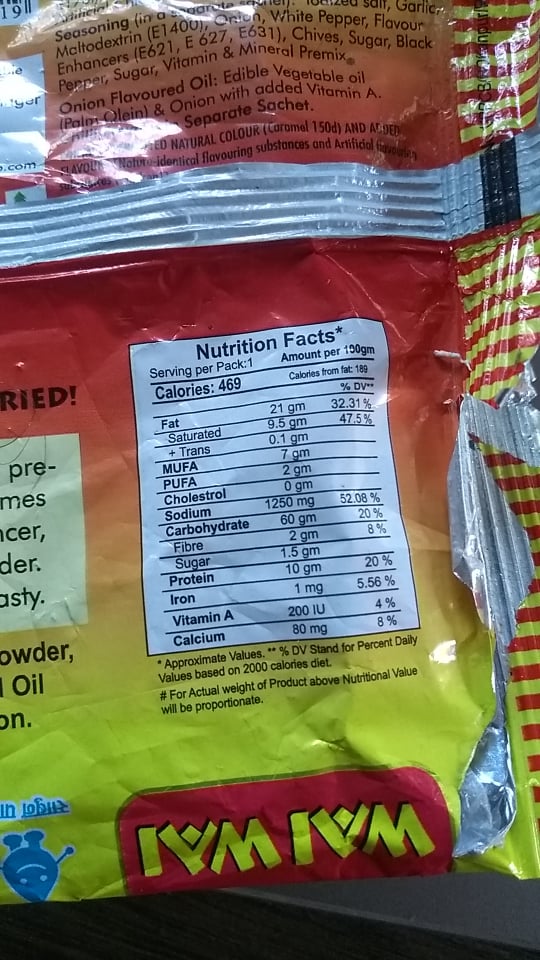 19
Seasoning (in a separate sachet): Iodized salt, Garlic,
Maltodextrin (E1400), Onion, White Pepper, Flavour
Enhancers (E621, E 627, E631), Chives, Sugar, Black
Pepper, Sugar, Vitamin & Mineral Premix.
Onion Flavoured Oil: Edible Vegetable oil
(Palm Olein) & Onion with added Vitamin A.
Separate Sachet.
NATURAL COLOUR (Caramel 150d) AND ADDED
Nature-identical flavouring substances and Artificial flavouring
.com
RIED!
pre-
mes
ncer,
der.
asty.
owder,
l Oil
on.
Nutrition Facts*
Serving per Pack:1 Amount per 100gm
Calories: 469 Calories from fat: 189
% DV**
Fat 21 gm 32.31%
Saturated 9.5 gm 47.5%
+ Trans 0.1 gm
MUFA 7 gm
PUFA 2 gm
Cholestrol 0 gm
Sodium 1250 mg 52.08 %
Carbohydrate 60 gm 20 %
Fibre 2 gm 8 %
Sugar 1.5 gm
Protein 10 gm 20 %
Iron 1 mg 5.56 %
Vitamin A 200 IU 4 %
Calcium 80 mg 8 %
* Approximate Values. ** % DV Stand for Percent Daily
Values based on 2000 calories diet.
# For Actual weight of Product above Nutritional Value
will be proportionate.
WAI WAI